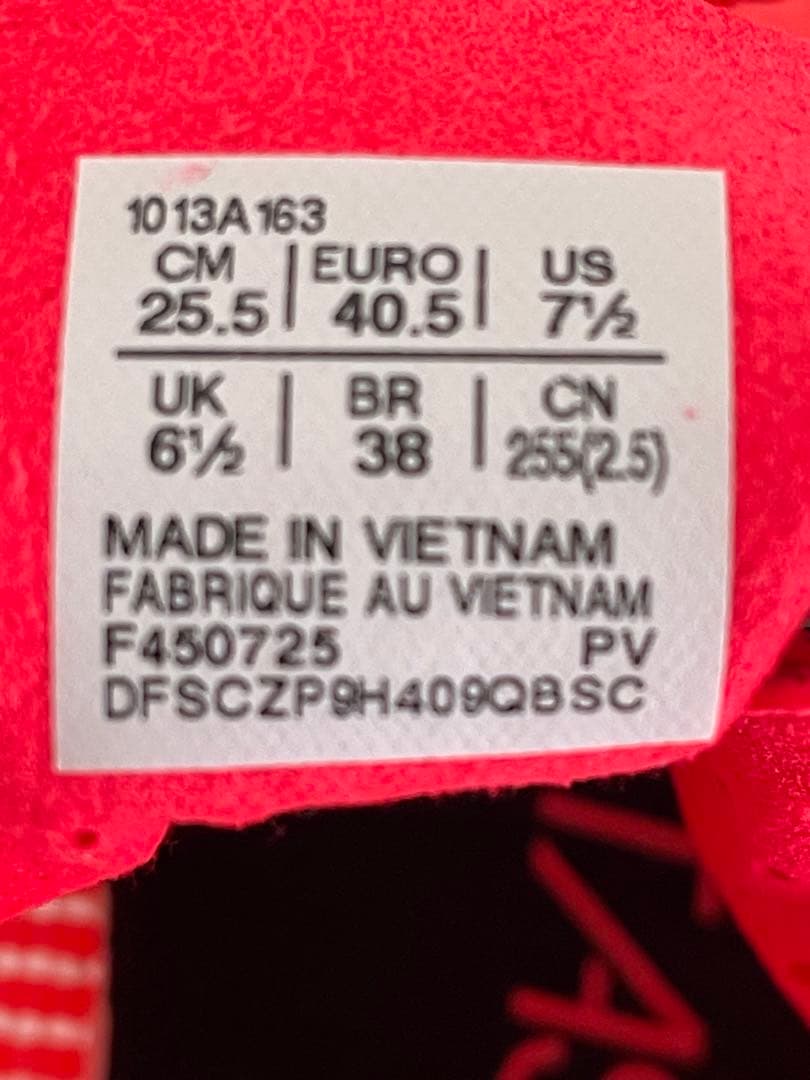 1013A163
CM | EURO | US
25.5 | 40.5 | 7½
UK | BR | CN
6½ | 38 | 255(2.5)
MADE IN VIETNAM
FABRIQUE AU VIETNAM
F450725 PV
DFSCZP9H409QBSC